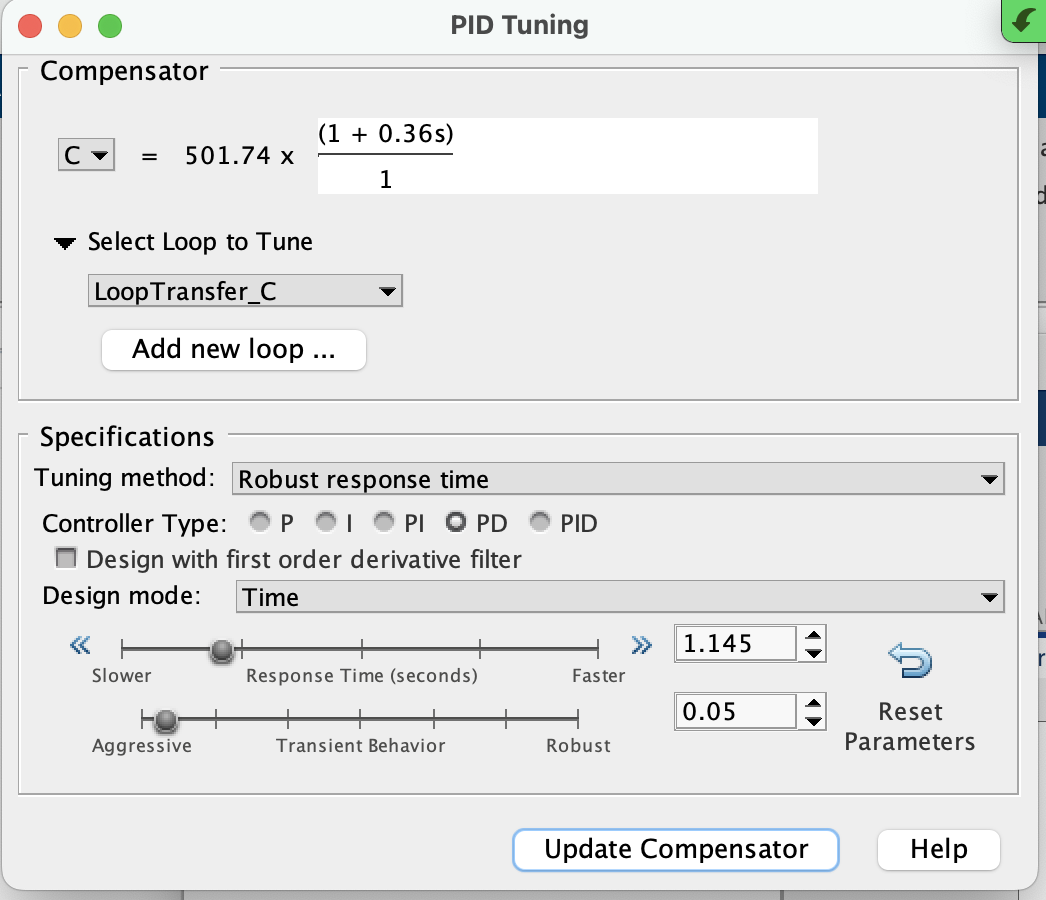 PID Tuning
Compensator
C = 501.74 x (1 + 0.36s)
1
Select Loop to Tune
LoopTransfer_C
Add new loop ...
Specifications
Tuning method: Robust response time
Controller Type: P I PI PD PID
Design with first order derivative filter
Design mode: Time
1.145
Slower Response Time (seconds) Faster
0.05
Aggressive Transient Behavior Robust
Reset
Parameters
Update Compensator Help